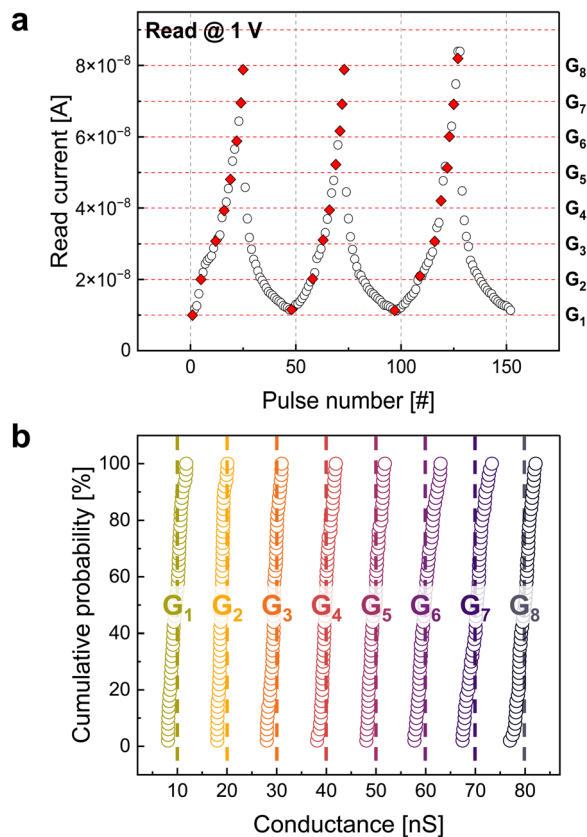 a
Read @ 1 V
Read current [A]
8×10⁻⁸
6×10⁻⁸
4×10⁻⁸
2×10⁻⁸
0
G₈
G₇
G₆
G₅
G₄
G₃
G₂
G₁
0 50 100 150
Pulse number [#]
b
Cumulative probability [%]
100
80
60
40
20
0
G₁ G₂ G₃ G₄ G₅ G₆ G₇ G₈
10 20 30 40 50 60 70 80
Conductance [nS]